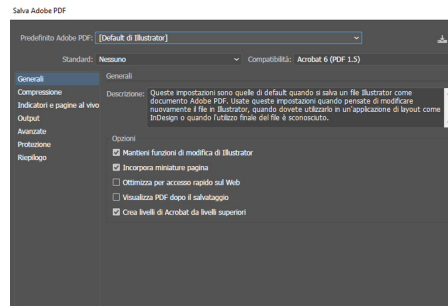 Salva Adobe PDF
Predefinito Adobe PDF: [Default di Illustrator]
Standard: Nessuno Compatibilità: Acrobat 6 (PDF 1.5)
Generali
Compressione
Indicatori e pagine al vivo
Output
Avanzate
Protezione
Riepilogo
Generali
Descrizione: Queste impostazioni sono quelle di default quando si salva un file Illustrator come
documento Adobe PDF. Usate queste impostazioni quando pensate di modificare
nuovamente il file in Illustrator, quando dovete utilizzarlo in un'applicazione di layout come
InDesign o quando l'utilizzo finale del file è sconosciuto.
Opzioni
Mantieni funzioni di modifica di Illustrator
Incorpora miniature pagina
Ottimizza per accesso rapido sul Web
Visualizza PDF dopo il salvataggio
Crea livelli di Acrobat da livelli superiori